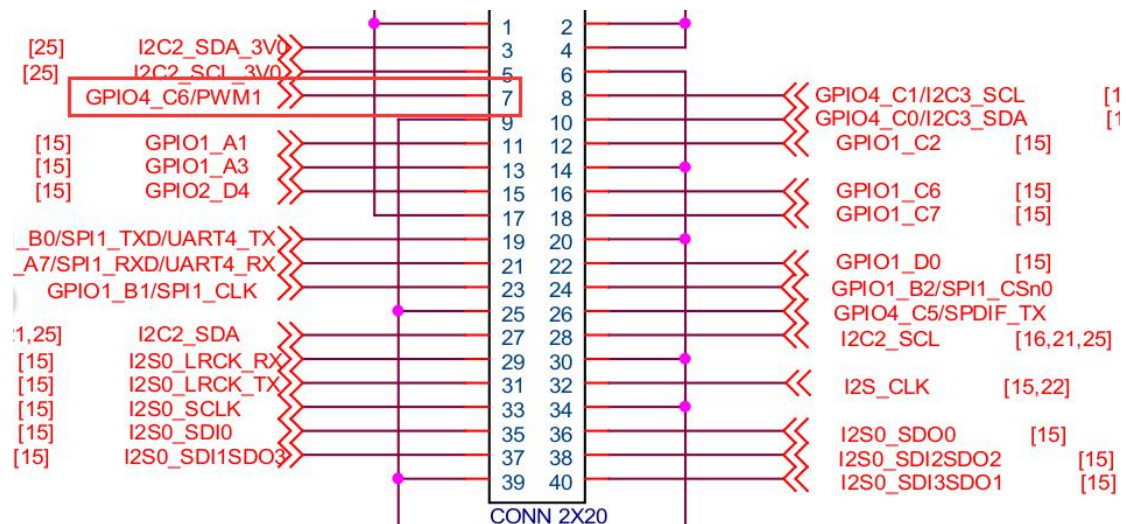 1 2
[25] I2C2_SDA_3V0 3 4
[25] I2C2_SCL_3V0 5 6
GPIO4_C6/PWM1 7 8 GPIO4_C1/I2C3_SCL [1
9 10 GPIO4_C0/I2C3_SDA [1
[15] GPIO1_A1 11 12 GPIO1_C2 [15]
[15] GPIO1_A3 13 14
[15] GPIO2_D4 15 16 GPIO1_C6 [15]
17 18 GPIO1_C7 [15]
_B0/SPI1_TXD/UART4_TX 19 20
_A7/SPI1_RXD/UART4_RX 21 22 GPIO1_D0 [15]
GPIO1_B1/SPI1_CLK 23 24 GPIO1_B2/SPI1_CSn0
25 26 GPIO4_C5/SPDIF_TX
1,25] I2C2_SDA 27 28 I2C2_SCL [16,21,25]
[15] I2S0_LRCK_RX 29 30
[15] I2S0_LRCK_TX 31 32 I2S_CLK [15,22]
[15] I2S0_SCLK 33 34
[15] I2S0_SDI0 35 36 I2S0_SDO0 [15]
[15] I2S0_SDI1SDO3 37 38 I2S0_SDI2SDO2 [15]
39 40 I2S0_SDI3SDO1 [15]
CONN 2X20